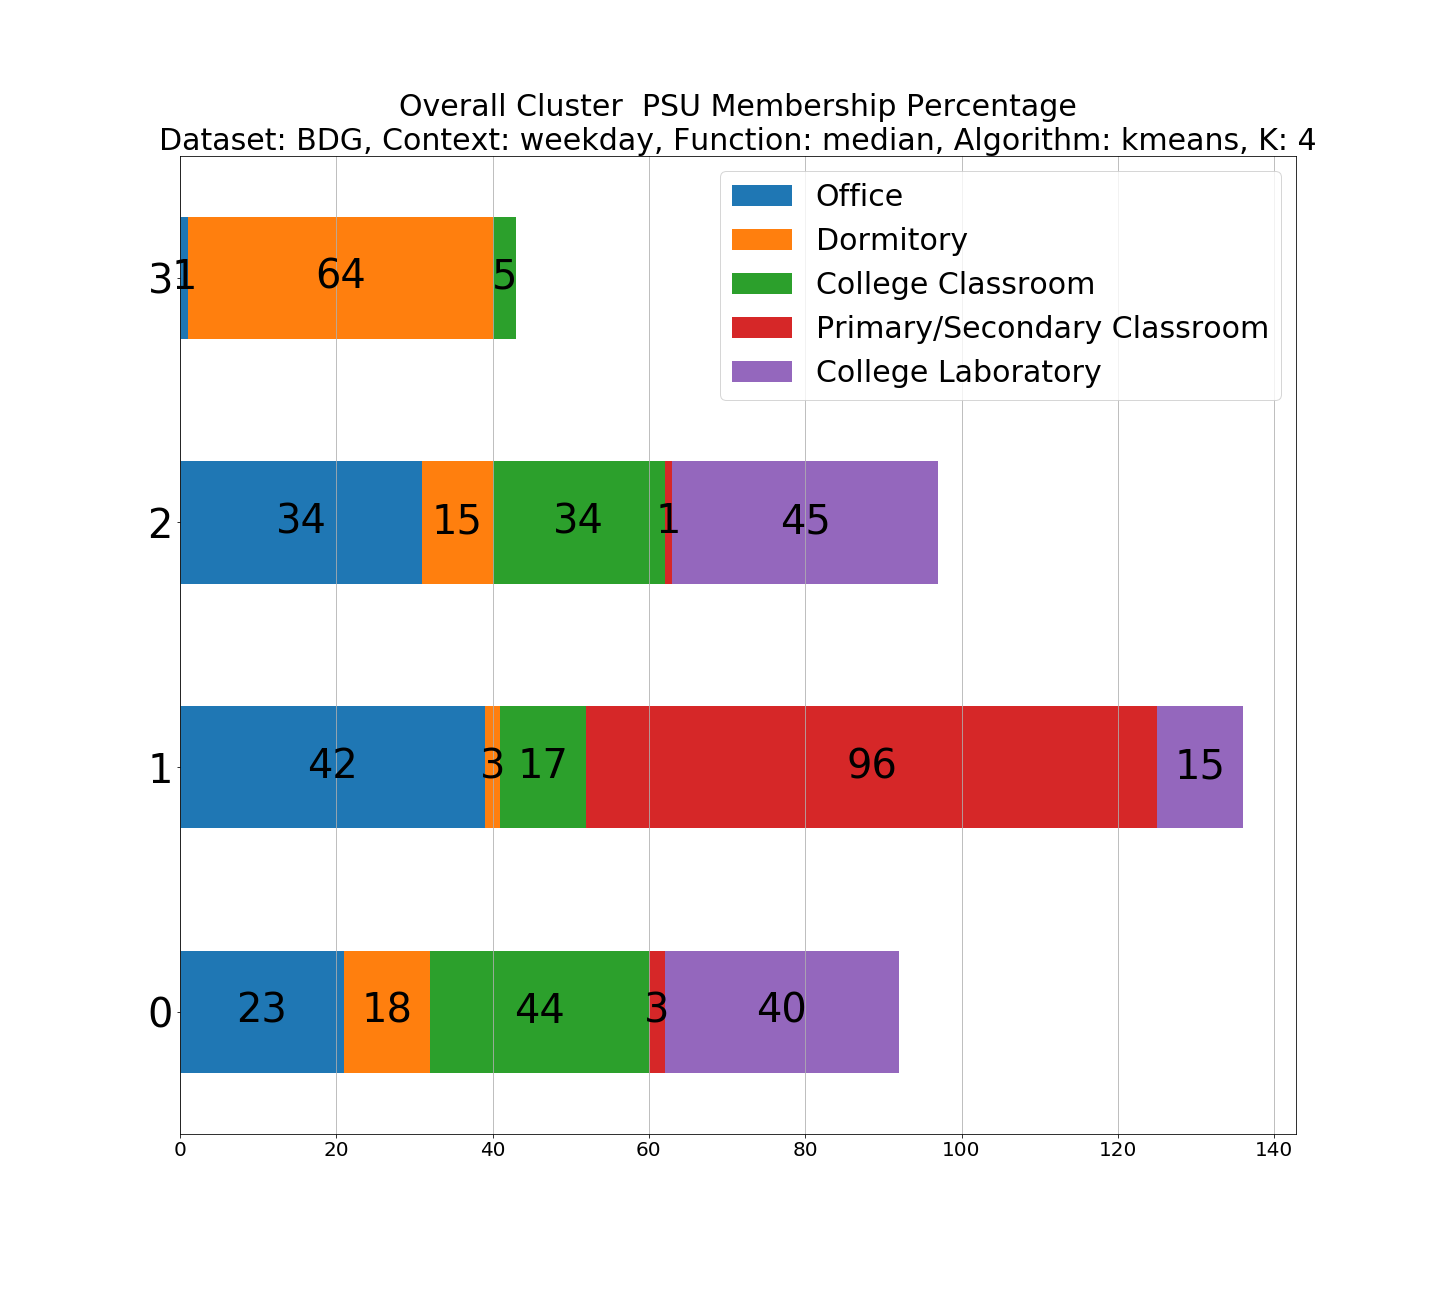 Overall Cluster  PSU Membership Percentage
Dataset: BDG, Context: weekday, Function: median, Algorithm: kmeans, K: 4
Office
Dormitory
College Classroom
Primary/Secondary Classroom
College Laboratory
3 1 64 5
2 34 15 34 1 45
1 42 3 17 96 15
0 23 18 44 3 40
0 20 40 60 80 100 120 140